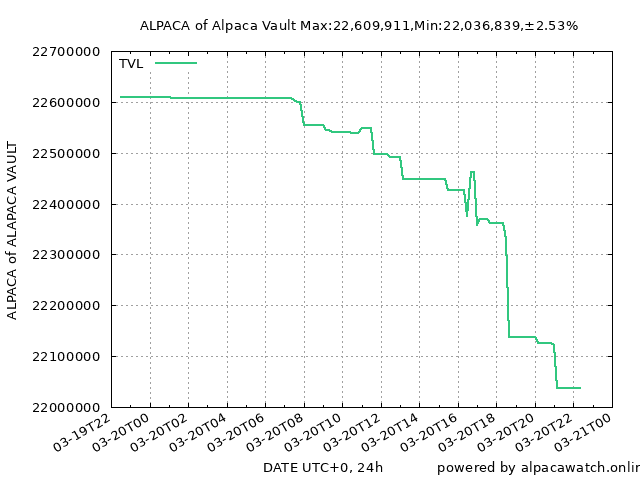 ALPACA of Alpaca Vault Max:22,609,911,Min:22,036,839,±2.53%
22700000
TVL
22600000
22500000
22400000
22300000
22200000
22100000
22000000
ALPACA of ALAPACA VAULT
03-19T22
03-20T00
03-20T02
03-20T04
03-20T06
03-20T08
03-20T10
03-20T12
03-20T14
03-20T16
03-20T18
03-20T20
03-20T22
03-21T00
DATE UTC+0, 24h
powered by alpacawatch.onlin